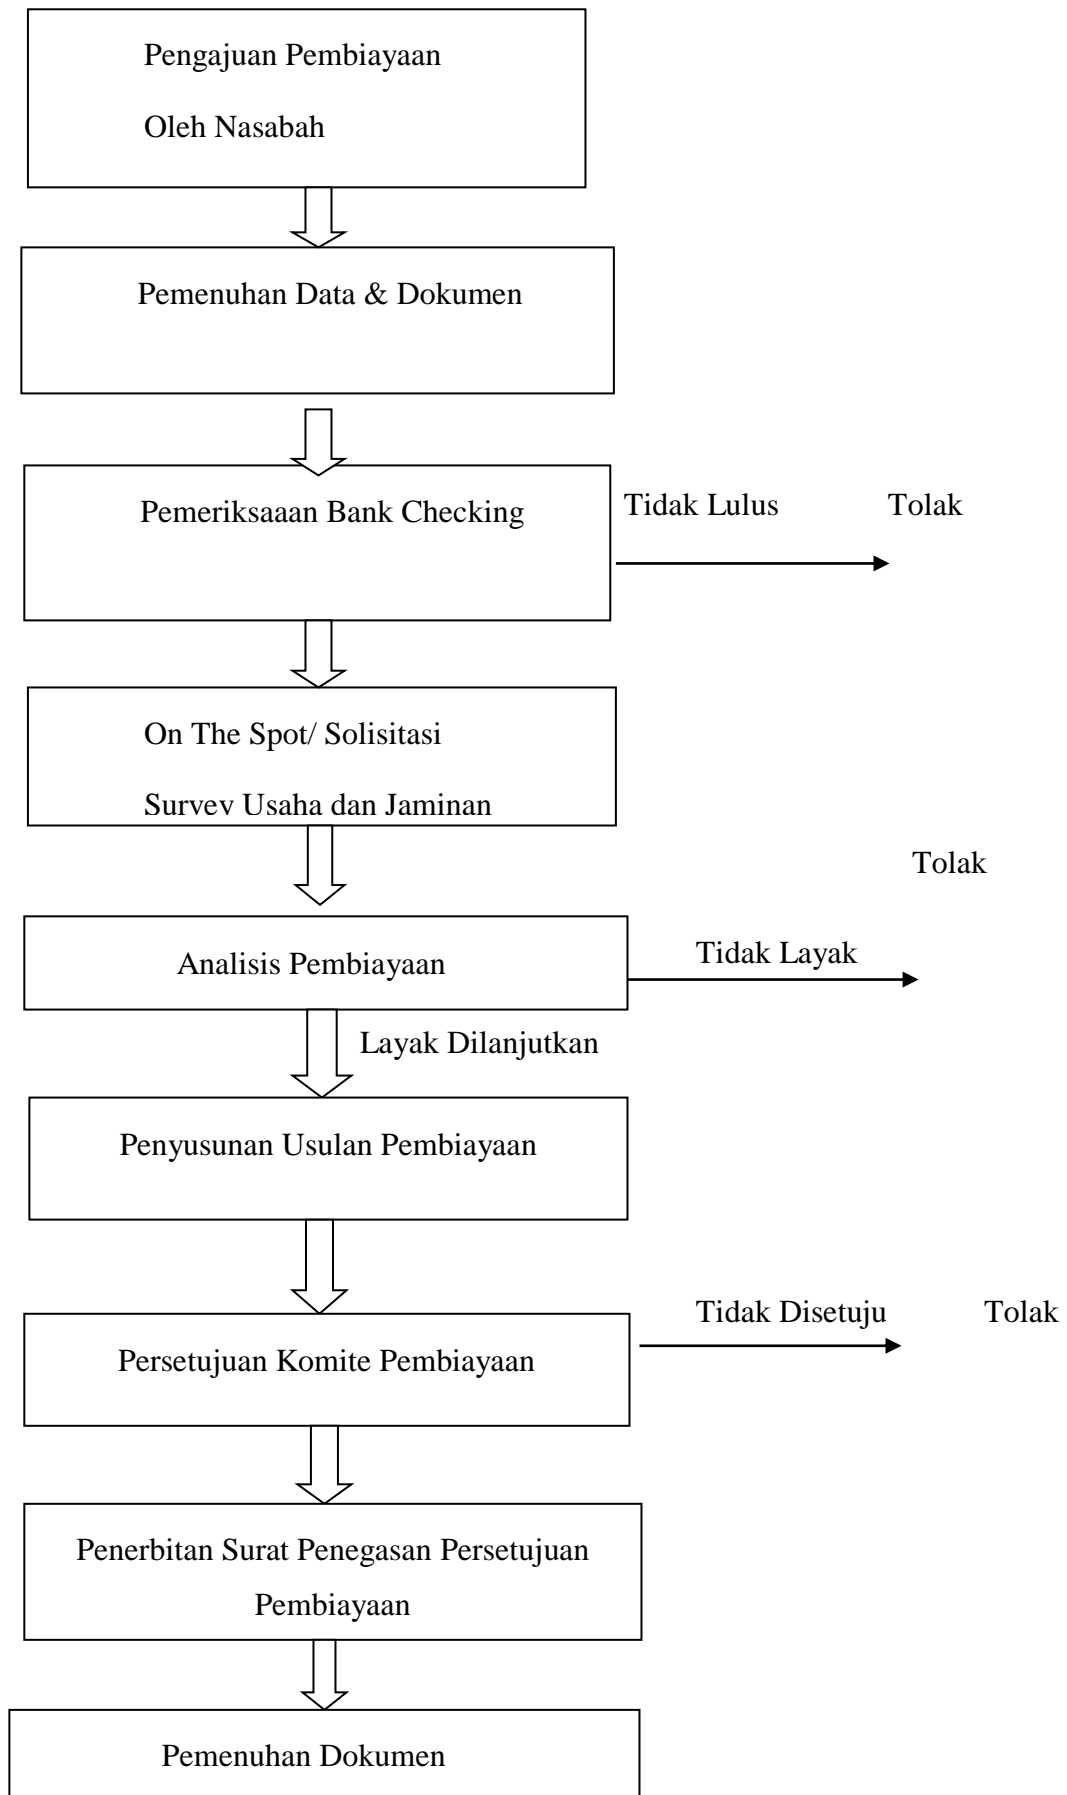 Pengajuan Pembiayaan
Oleh Nasabah
Pemenuhan Data & Dokumen
Pemeriksaaan Bank Checking
Tidak Lulus
Tolak
On The Spot/ Solisitasi
Survey Usaha dan Jaminan
Tolak
Analisis Pembiayaan
Tidak Layak
Layak Dilanjutkan
Penyusunan Usulan Pembiayaan
Tidak Disetuju
Tolak
Persetujuan Komite Pembiayaan
Penerbitan Surat Penegasan Persetujuan
Pembiayaan
Pemenuhan Dokumen